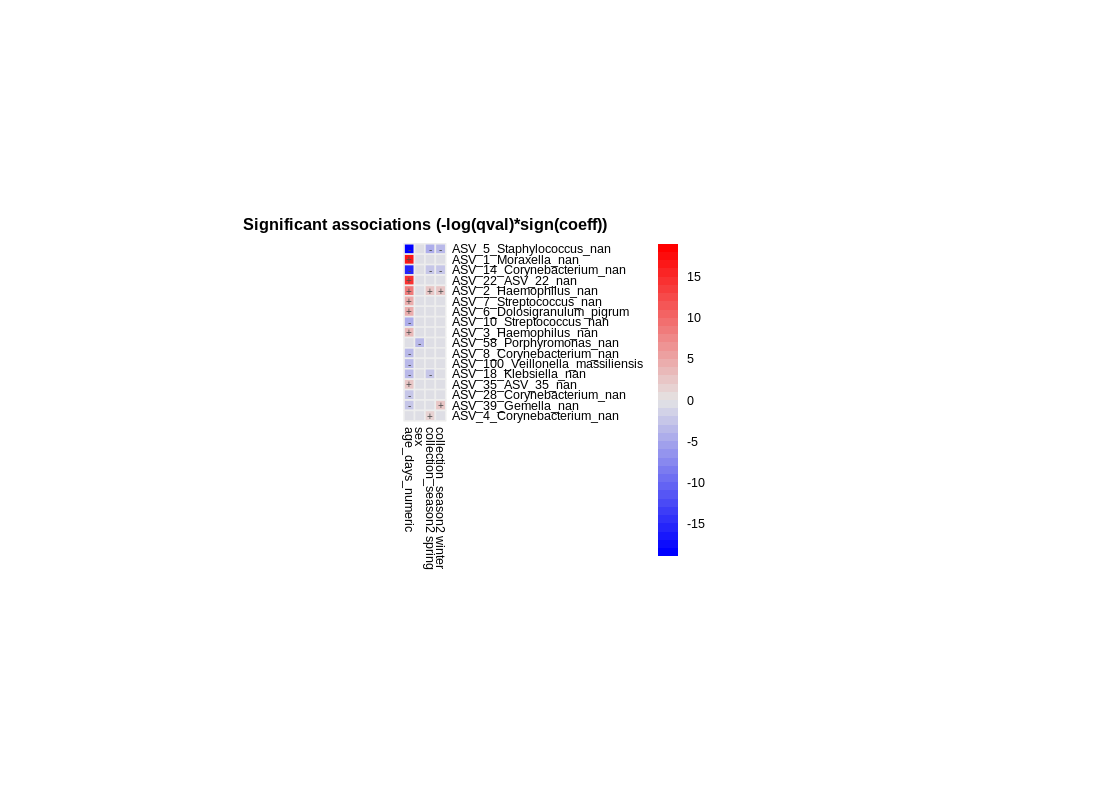 Significant associations (-log(qval)*sign(coeff))
- - - ASV_5_Staphylococcus_nan
+ ASV_1_Moraxella_nan
- - - ASV_14_Corynebacterium_nan
+ ASV_22_ASV_22_nan
+ + + ASV_2_Haemophilus_nan
+ ASV_7_Streptococcus_nan
+ ASV_6_Dolosigranulum_pigrum
- ASV_10_Streptococcus_nan
+ ASV_3_Haemophilus_nan
- ASV_58_Porphyromonas_nan
- ASV_8_Corynebacterium_nan
- ASV_100_Veillonella_massiliensis
- - ASV_18_Klebsiella_nan
+ ASV_35_ASV_35_nan
- ASV_28_Corynebacterium_nan
- + ASV_39_Gemella_nan
+ ASV_4_Corynebacterium_nan
age_days_numeric
sex
collection_season2 spring
collection_season2 winter
15
10
5
0
-5
-10
-15